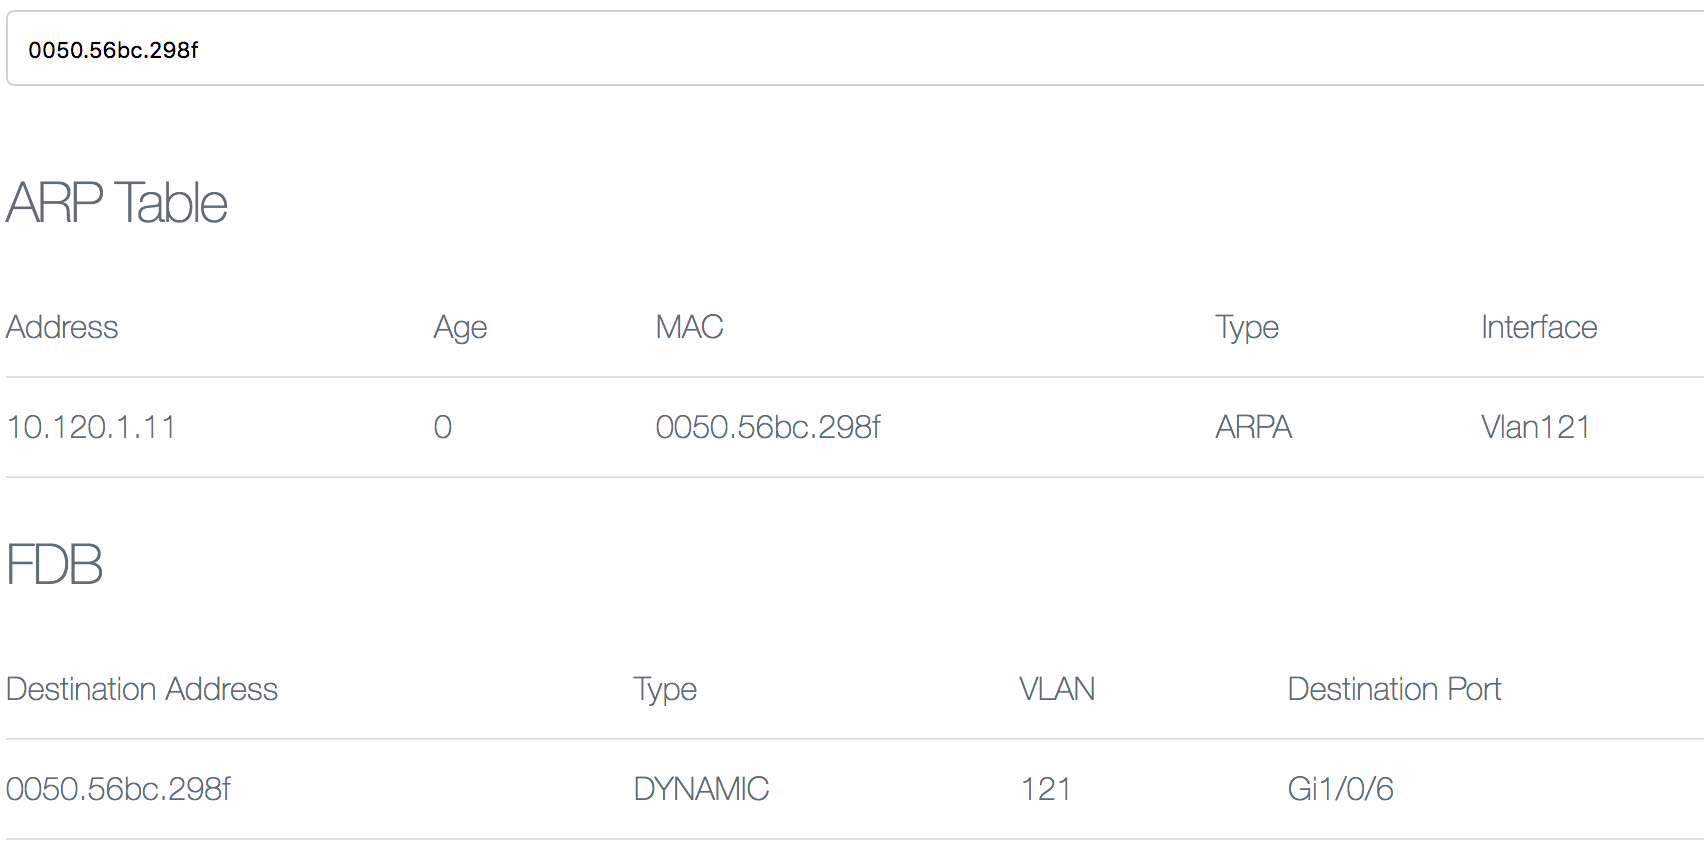 0050.56bc.298f
ARP Table
Address Age MAC Type Interface
10.120.1.11 0 0050.56bc.298f ARPA Vlan121
FDB
Destination Address Type VLAN Destination Port
0050.56bc.298f DYNAMIC 121 Gi1/0/6